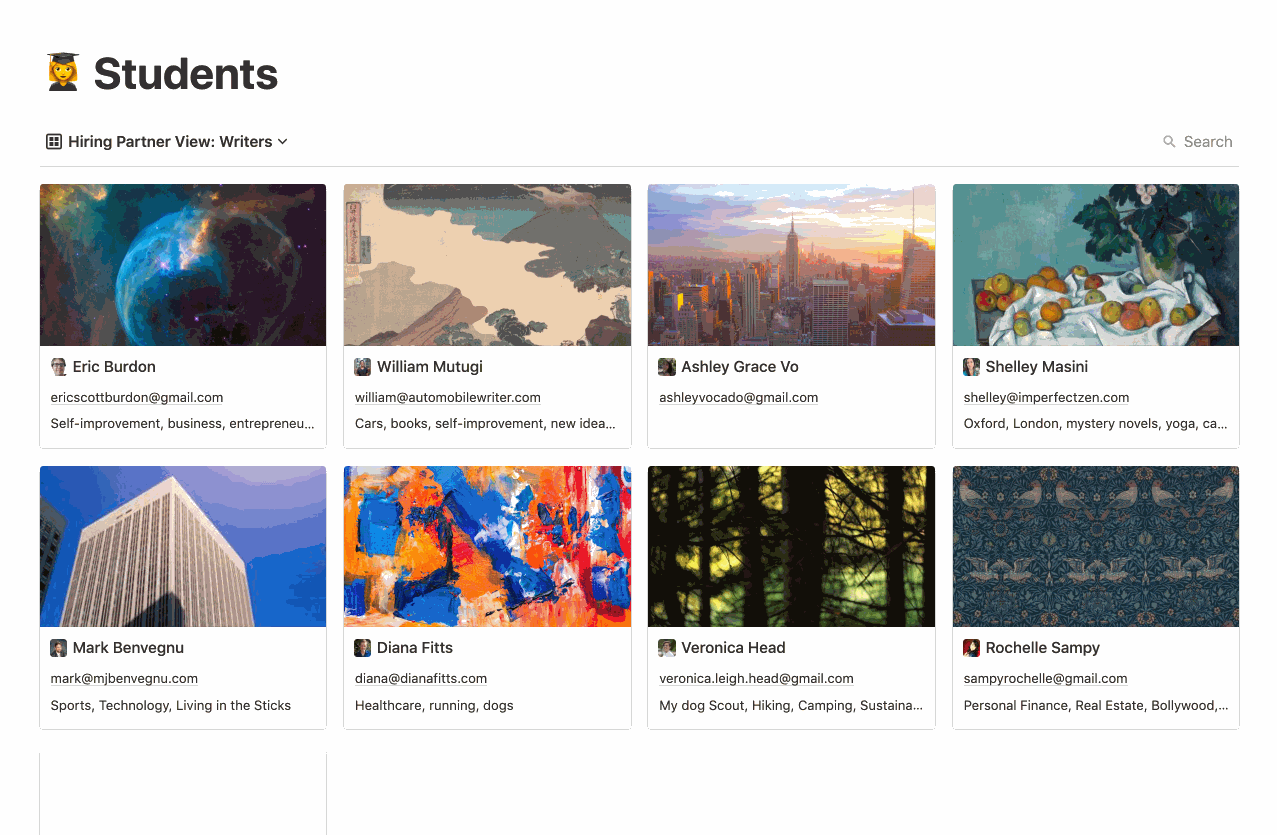 Students
Hiring Partner View: Writers
Search
Eric Burdon
ericscottburdon@gmail.com
Self-improvement, business, entrepreneu...
William Mutugi
william@automobilewriter.com
Cars, books, self-improvement, new idea...
Ashley Grace Vo
ashleyvocado@gmail.com
Shelley Masini
shelley@imperfectzen.com
Oxford, London, mystery novels, yoga, ca...
Mark Benvegnu
mark@mjbenvegnu.com
Sports, Technology, Living in the Sticks
Diana Fitts
diana@dianafitts.com
Healthcare, running, dogs
Veronica Head
veronica.leigh.head@gmail.com
My dog Scout, Hiking, Camping, Sustaina...
Rochelle Sampy
sampyrochelle@gmail.com
Personal Finance, Real Estate, Bollywood,...